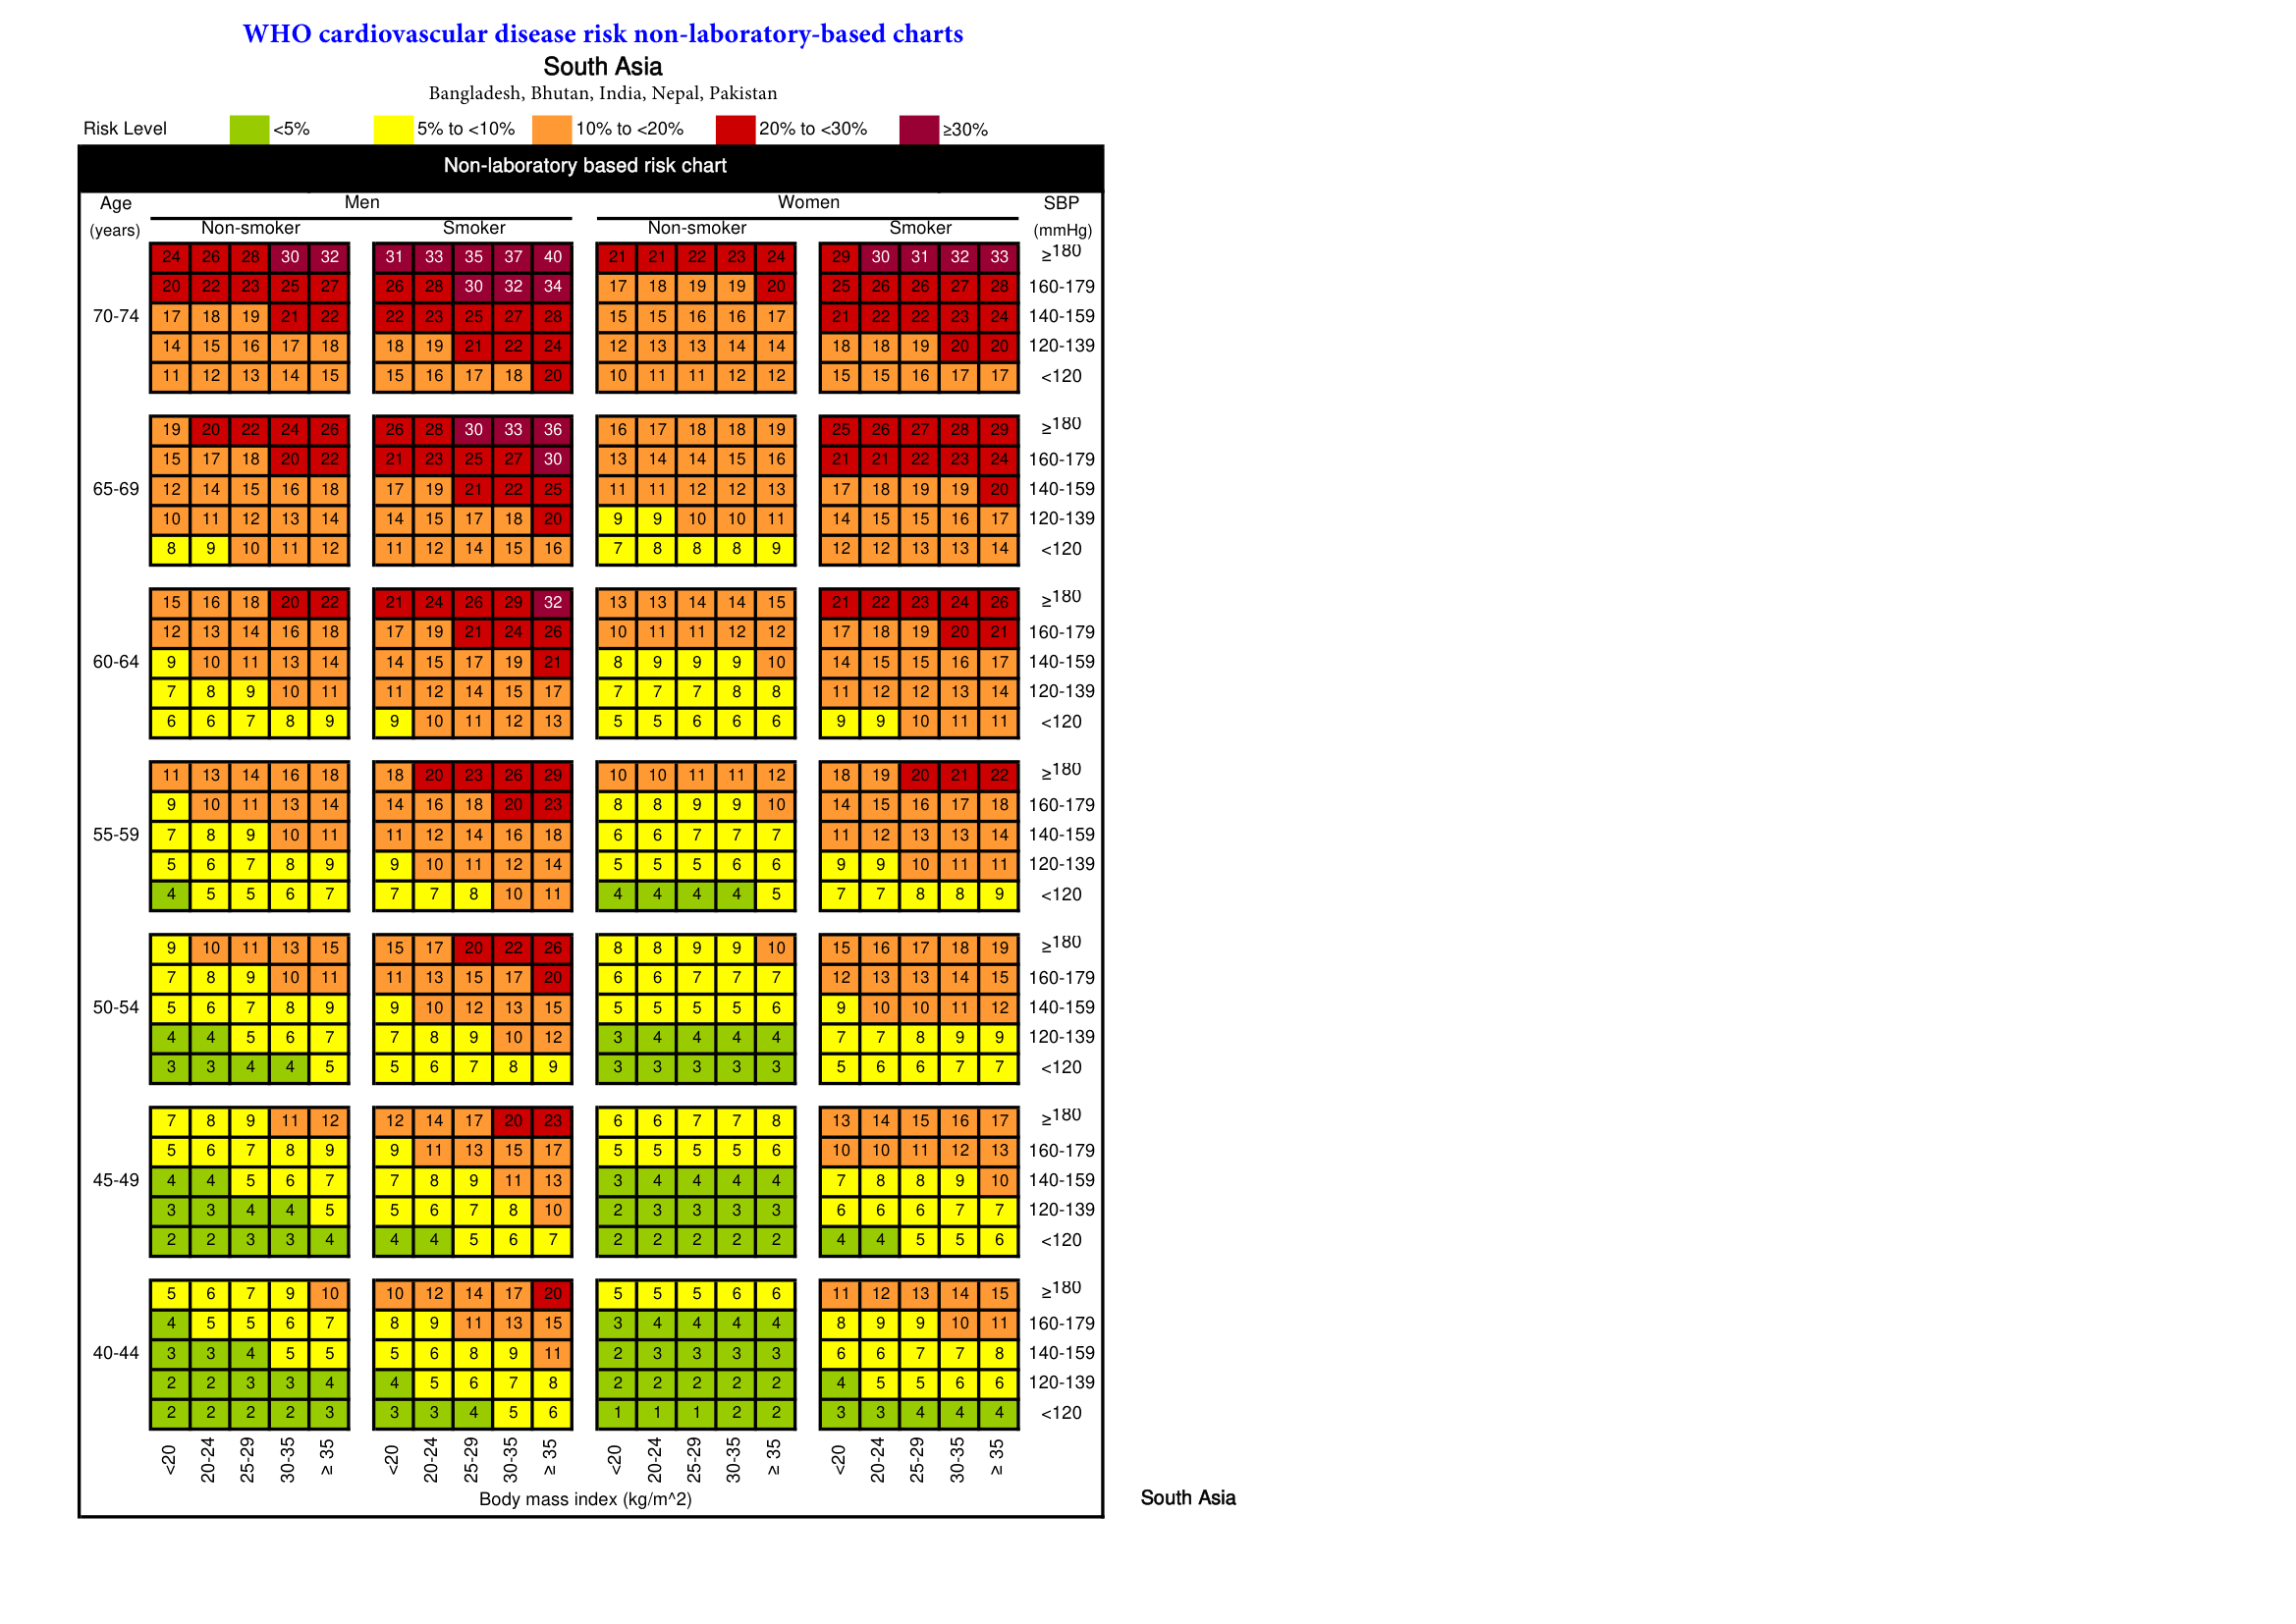 WHO cardiovascular disease risk non-laboratory-based charts
South Asia
Bangladesh, Bhutan, India, Nepal, Pakistan
Risk Level <5% 5% to <10% 10% to <20% 20% to <30% ≥30%
Non-laboratory based risk chart
Age Men Women SBP
(years) Non-smoker Smoker Non-smoker Smoker (mmHg)
24 26 28 30 32 31 33 35 37 40 21 21 22 23 24 29 30 31 32 33 ≥180
20 22 23 25 27 26 28 30 32 34 17 18 19 19 20 25 26 26 27 28 160-179
70-74 17 18 19 21 22 22 23 25 27 28 15 15 16 16 17 21 22 22 23 24 140-159
14 15 16 17 18 18 19 21 22 24 12 13 13 14 14 18 18 19 20 20 120-139
11 12 13 14 15 15 16 17 18 20 10 11 11 12 12 15 15 16 17 17 <120
19 20 22 24 26 26 28 30 33 36 16 17 18 18 19 25 26 27 28 29 ≥180
15 17 18 20 22 21 23 25 27 30 13 14 14 15 16 21 21 22 23 24 160-179
65-69 12 14 15 16 18 17 19 21 22 25 11 11 12 12 13 17 18 19 19 20 140-159
10 11 12 13 14 14 15 17 18 20 9 9 10 10 11 14 15 15 16 17 120-139
8 9 10 11 12 11 12 14 15 16 7 8 8 8 9 12 12 13 13 14 <120
15 16 18 20 22 21 24 26 29 32 13 13 14 14 15 21 22 23 24 26 ≥180
12 13 14 16 18 17 19 21 24 26 10 11 11 12 12 17 18 19 20 21 160-179
60-64 9 10 11 13 14 14 15 17 19 21 8 9 9 9 10 14 15 15 16 17 140-159
7 8 9 10 11 11 12 14 15 17 7 7 7 8 8 11 12 12 13 14 120-139
6 6 7 8 9 9 10 11 12 13 5 5 6 6 6 9 9 10 11 11 <120
11 13 14 16 18 18 20 23 26 29 10 10 11 11 12 18 19 20 21 22 ≥180
9 10 11 13 14 14 16 18 20 23 8 8 9 9 10 14 15 16 17 18 160-179
55-59 7 8 9 10 11 11 12 14 16 18 6 6 7 7 7 11 12 13 13 14 140-159
5 6 7 8 9 9 10 11 12 14 5 5 5 6 6 9 9 10 11 11 120-139
4 5 5 6 7 7 7 8 10 11 4 4 4 4 5 7 7 8 8 9 <120
9 10 11 13 15 15 17 20 22 26 8 8 9 9 10 15 16 17 18 19 ≥180
7 8 9 10 11 11 13 15 17 20 6 6 7 7 7 12 13 13 14 15 160-179
50-54 5 6 7 8 9 9 10 12 13 15 5 5 5 5 6 9 10 10 11 12 140-159
4 4 5 6 7 7 8 9 10 12 3 4 4 4 4 7 7 8 9 9 120-139
3 3 4 4 5 5 6 7 8 9 3 3 3 3 3 5 6 6 7 7 <120
7 8 9 11 12 12 14 17 20 23 6 6 7 7 8 13 14 15 16 17 ≥180
5 6 7 8 9 9 11 13 15 17 5 5 5 5 6 10 10 11 12 13 160-179
45-49 4 4 5 6 7 7 8 9 11 13 3 4 4 4 4 7 8 8 9 10 140-159
3 3 4 4 5 5 6 7 8 10 2 3 3 3 3 6 6 6 7 7 120-139
2 2 3 3 4 4 4 5 6 7 2 2 2 2 2 4 4 5 5 6 <120
5 6 7 9 10 10 12 14 17 20 5 5 5 6 6 11 12 13 14 15 ≥180
4 5 5 6 7 8 9 11 13 15 3 4 4 4 4 8 9 9 10 11 160-179
40-44 3 3 4 5 5 5 6 8 9 11 2 3 3 3 3 6 6 7 7 8 140-159
2 2 3 3 4 4 5 6 7 8 2 2 2 2 2 4 5 5 6 6 120-139
2 2 2 2 3 3 3 4 5 6 1 1 1 2 2 3 3 4 4 4 <120
<20 20-24 25-29 30-35 ≥ 35 <20 20-24 25-29 30-35 ≥ 35 <20 20-24 25-29 30-35 ≥ 35 <20 20-24 25-29 30-35 ≥ 35
Body mass index (kg/m^2)
South Asia